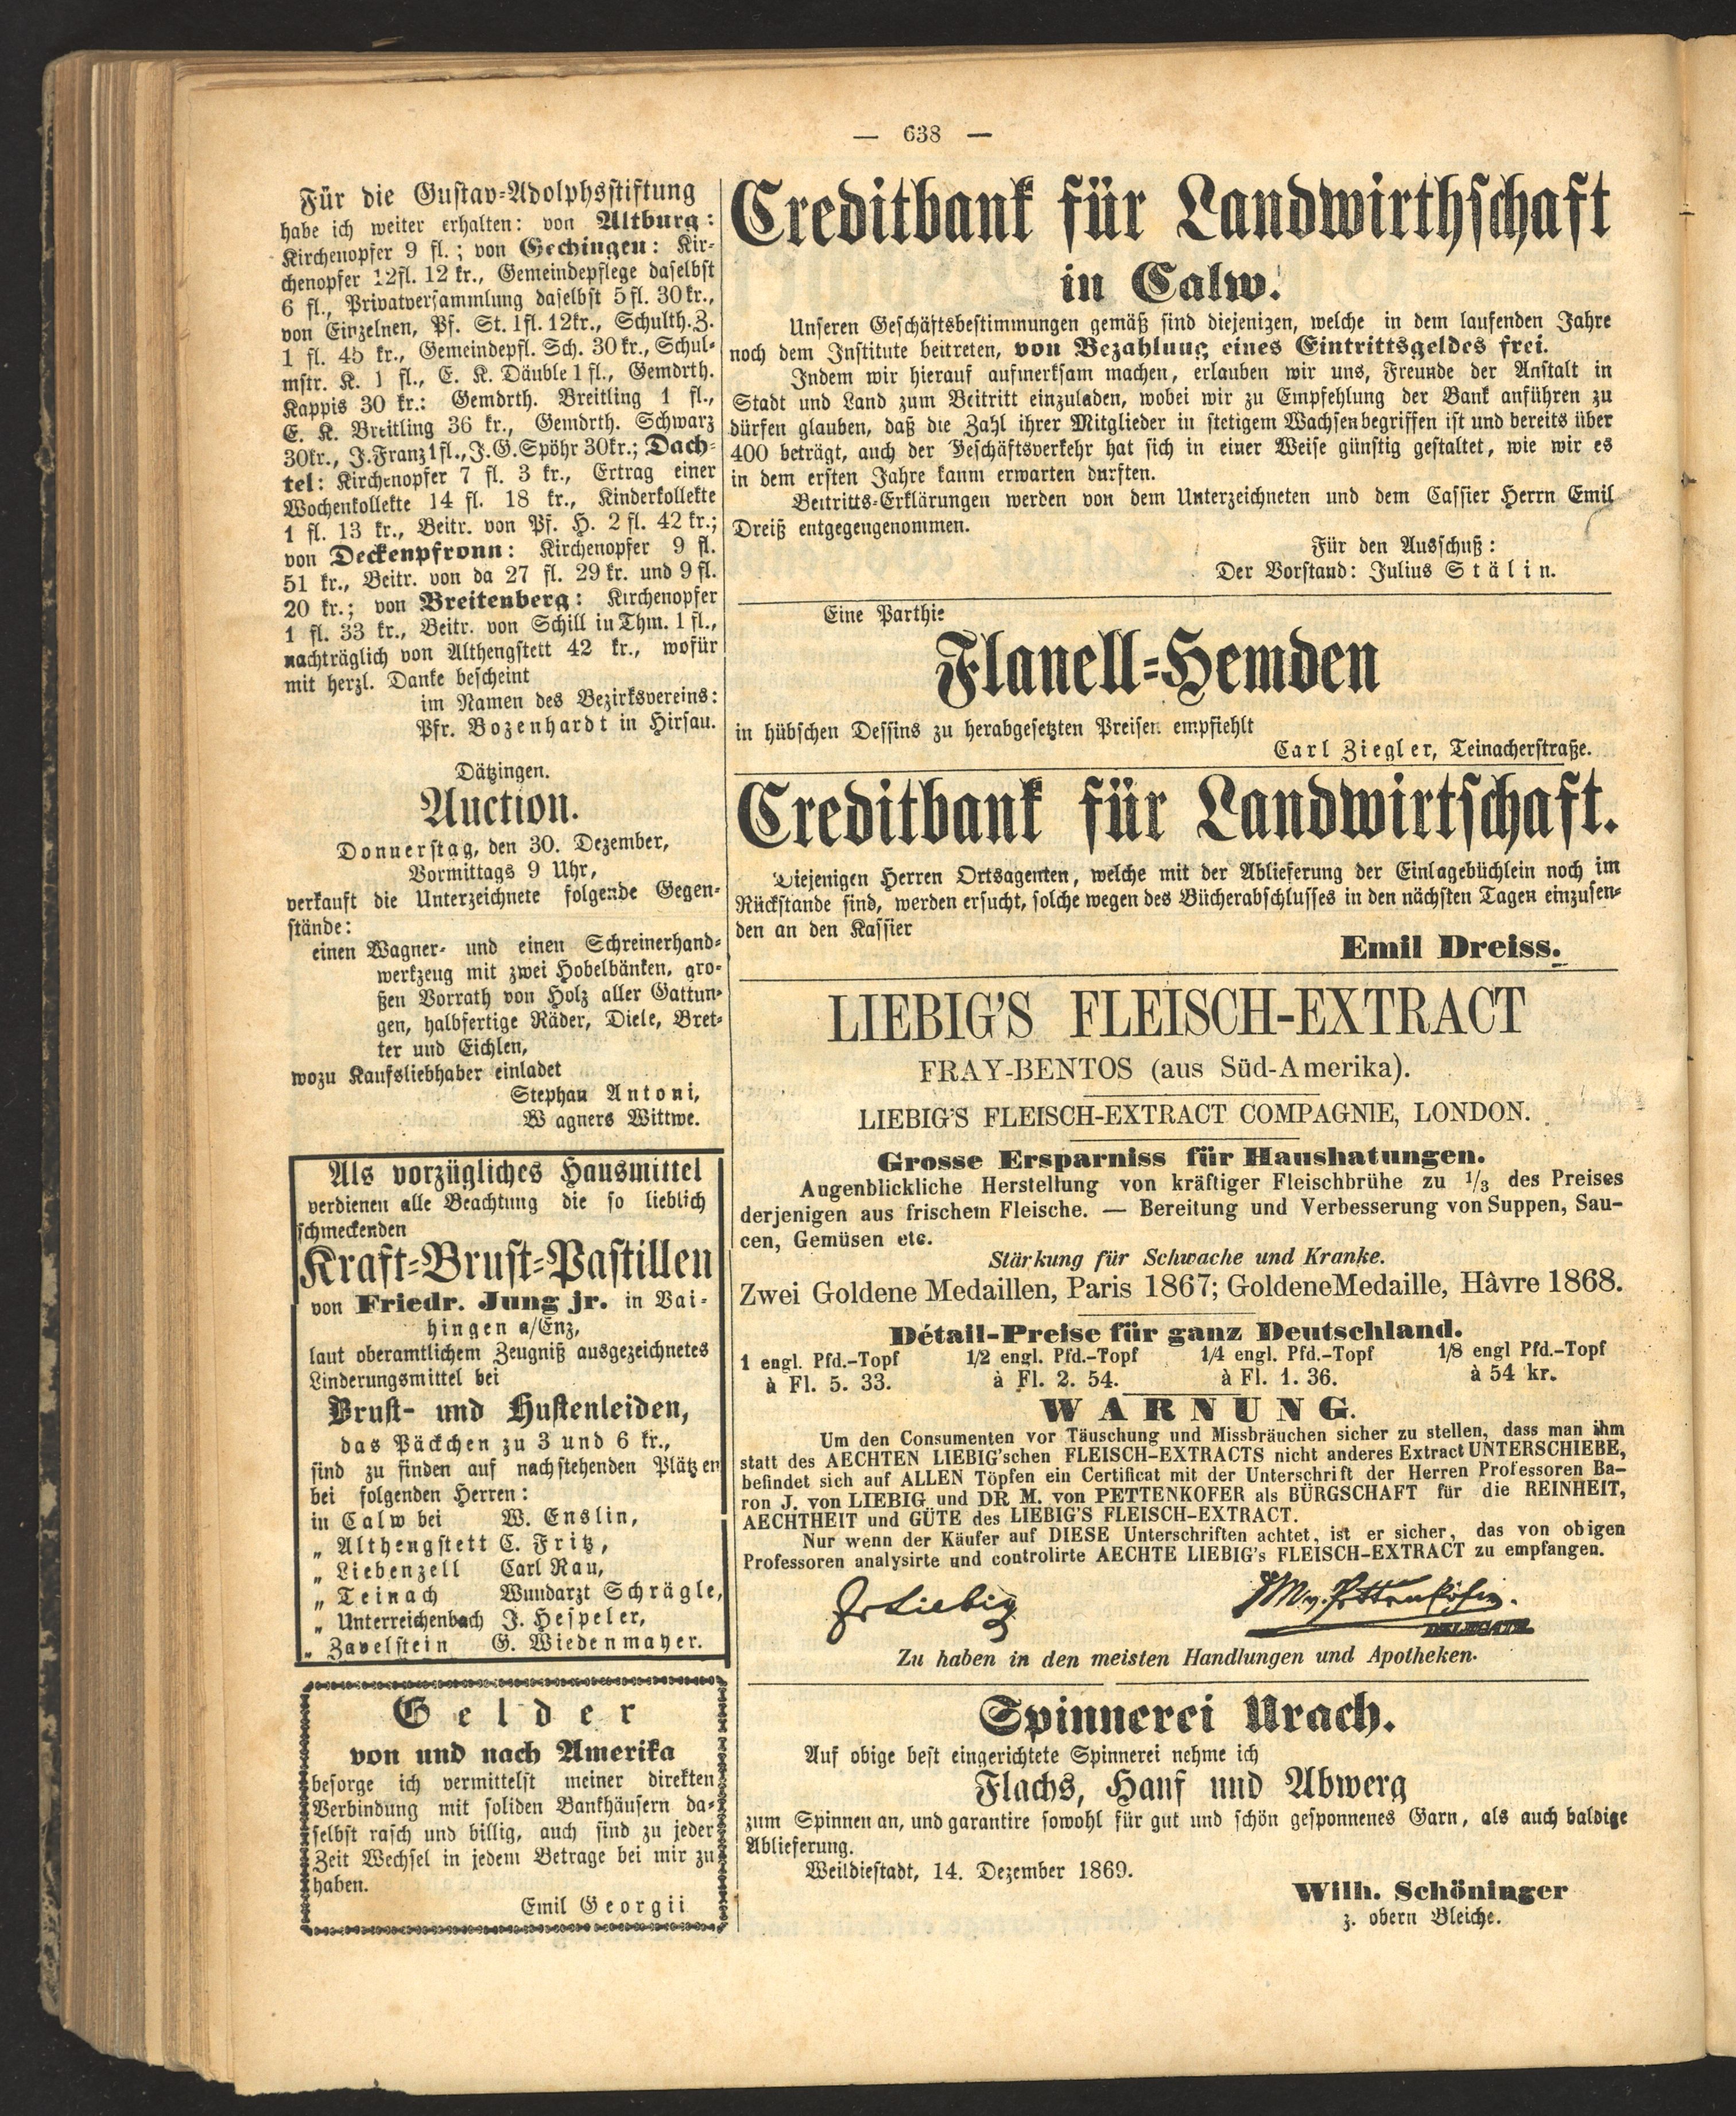 — 638 —
Für die Gustav-Adolphsstiftung
habe ich weiter erhalten: von Altburg:
Kirchenopfer 9 fl.; von Gechingen: Kir-
chenopfer 12fl. 12 kr., Gemeindepflege daselbst
6 fl., Privatversammlung daselbst 5 fl. 30 kr.,
von Einzelnen, Pf. St. 1fl. 12kr., Schulth. Z.
1 fl. 45 kr., Gemeindepfl. Sch. 30 kr., Schul-
mstr. K. 1 fl., E. K. Däuble 1 fl., Gemdrth.
Kappis 30 kr.: Gemdrth. Breitling 1 fl.,
E. K. Breitling 36 kr., Gemdrth. Schwarz
30kr., J. Franz 1fl., J. G. Spöhr 30kr.; Dach-
tel: Kirchenopfer 7 fl. 3 kr., Ertrag einer
Wochenkollekte 14 fl. 18 kr., Kinderkollekte
1 fl. 13 kr., Beitr. von Pf. H. 2 fl. 42 kr.;
von Deckenpfronn: Kirchenopfer 9 fl.
51 kr., Beitr. von da 27 fl. 29 kr. und 9 fl.
20 kr.; von Breitenberg: Kirchenopfer
1 fl. 33 kr., Beitr. von Schill in Thm. 1 fl.,
nachträglich von Althengstett 42 kr., wofür
mit herzl. Danke bescheint
im Namen des Bezirksvereins:
Pfr. Bozenhardt in Hirsau.
Dätzingen.
Auction.
Donnerstag, den 30. Dezember,
Vormittags 9 Uhr,
verkauft die Unterzeichnete folgende Gegen-
stände:
einen Wagner- und einen Schreinerhand-
werkzeug mit zwei Hobelbänken, gro-
ßen Vorrath von Holz aller Gattun-
gen, halbfertige Räder, Diele, Bret-
ter und Eichlen,
wozu Kaufsliebhaber einladet
Stephan Antoni,
Wagners Wittwe.
Als vorzügliches Hausmittel
verdienen alle Beachtung die so lieblich
schmeckenden
Kraft-Brust-Pastillen
von Friedr. Jung jr. in Vai-
hingen a/Enz,
laut oberamtlichem Zeugniß ausgezeichnetes
Linderungsmittel bei
Brust- und Hustenleiden,
das Päckchen zu 3 und 6 kr.,
sind zu finden auf nachstehenden Plätzen
bei folgenden Herren:
in Calw bei W. Enslin,
„ Althengstett C. Fritz,
„ Liebenzell Carl Rau,
„ Teinach Wundarzt Schrägle,
„ Unterreichenbach J. Hespeler,
„ Zavelstein G. Wiedenmayer.
Gelder
von und nach Amerika
besorge ich vermittelst meiner direkten
Verbindung mit soliden Bankhäusern da-
selbst rasch und billig, auch sind zu jeder
Zeit Wechsel in jedem Betrage bei mir zu
haben.
Emil Georgii
Creditbank für Landwirthschaft
in Calw.
Unseren Geschäftsbestimmungen gemäß sind diejenigen, welche in dem laufenden Jahre
noch dem Institute beitreten, von Bezahlung eines Eintrittsgeldes frei.
Indem wir hierauf aufmerksam machen, erlauben wir uns, Freunde der Anstalt in
Stadt und Land zum Beitritt einzuladen, wobei wir zu Empfehlung der Bank anführen zu
dürfen glauben, daß die Zahl ihrer Mitglieder in stetigem Wachsen begriffen ist und bereits über
400 beträgt, auch der Geschäftsverkehr hat sich in einer Weise günstig gestaltet, wie wir es
in dem ersten Jahre kaum erwarten durften.
Beitritts-Erklärungen werden von dem Unterzeichneten und dem Cassier Herrn Emil
Dreiß entgegengenommen.
Für den Ausschuß:
Der Vorstand: Julius Stälin.
Eine Parthie
Flanell-Hemden
in hübschen Dessins zu herabgesetzten Preisen empfiehlt
Carl Ziegler, Teinacherstraße.
Creditbank für Landwirtschaft.
Diejenigen Herren Ortsagenten, welche mit der Ablieferung der Einlagebüchlein noch im
Rückstande sind, werden ersucht, solche wegen des Bücherabschlusses in den nächsten Tagen einzusen-
den an den Kassier
Emil Dreiss.
LIEBIG'S FLEISCH-EXTRACT
FRAY-BENTOS (aus Süd-Amerika).
LIEBIG'S FLEISCH-EXTRACT COMPAGNIE, LONDON.
Grosse Ersparniss für Haushatungen.
Augenblickliche Herstellung von kräftiger Fleischbrühe zu 1/3 des Preises
derjenigen aus frischem Fleische. — Bereitung und Verbesserung von Suppen, Sau-
cen, Gemüsen etc.
Stärkung für Schwache und Kranke.
Zwei Goldene Medaillen, Paris 1867; Goldene Medaille, Hâvre 1868.
Détail-Preise für ganz Deutschland.
1 engl. Pfd.-Topf 1/2 engl. Pfd.-Topf 1/4 engl. Pfd.-Topf 1/8 engl Pfd.-Topf
à Fl. 5. 33. à Fl. 2. 54. à Fl. 1. 36. à 54 kr.
WARNUNG.
Um den Consumenten vor Täuschung und Missbräuchen sicher zu stellen, dass man ihm
statt des AECHTEN LIEBIG'schen FLEISCH-EXTRACTS nicht anderes Extract UNTERSCHIEBE,
befindet sich auf ALLEN Töpfen ein Certificat mit der Unterschrift der Herren Professoren Ba-
ron J. von LIEBIG und DR M. von PETTENKOFER als BÜRGSCHAFT für die REINHEIT,
AECHTHEIT und GÜTE des LIEBIG'S FLEISCH-EXTRACT.
Nur wenn der Käufer auf DIESE Unterschriften achtet, ist er sicher, das von obigen
Professoren analysirte und controlirte AECHTE LIEBIG's FLEISCH-EXTRACT zu empfangen.
J v Liebig M. v. Pettenkofer.
DELEGATE
Zu haben in den meisten Handlungen und Apotheken.
Spinnerei Urach.
Auf obige best eingerichtete Spinnerei nehme ich
Flachs, Hanf und Abwerg
zum Spinnen an, und garantire sowohl für gut und schön gesponnenes Garn, als auch baldige
Ablieferung.
Weildiestadt, 14. Dezember 1869.
Wilh. Schöninger
z. obern Bleiche.